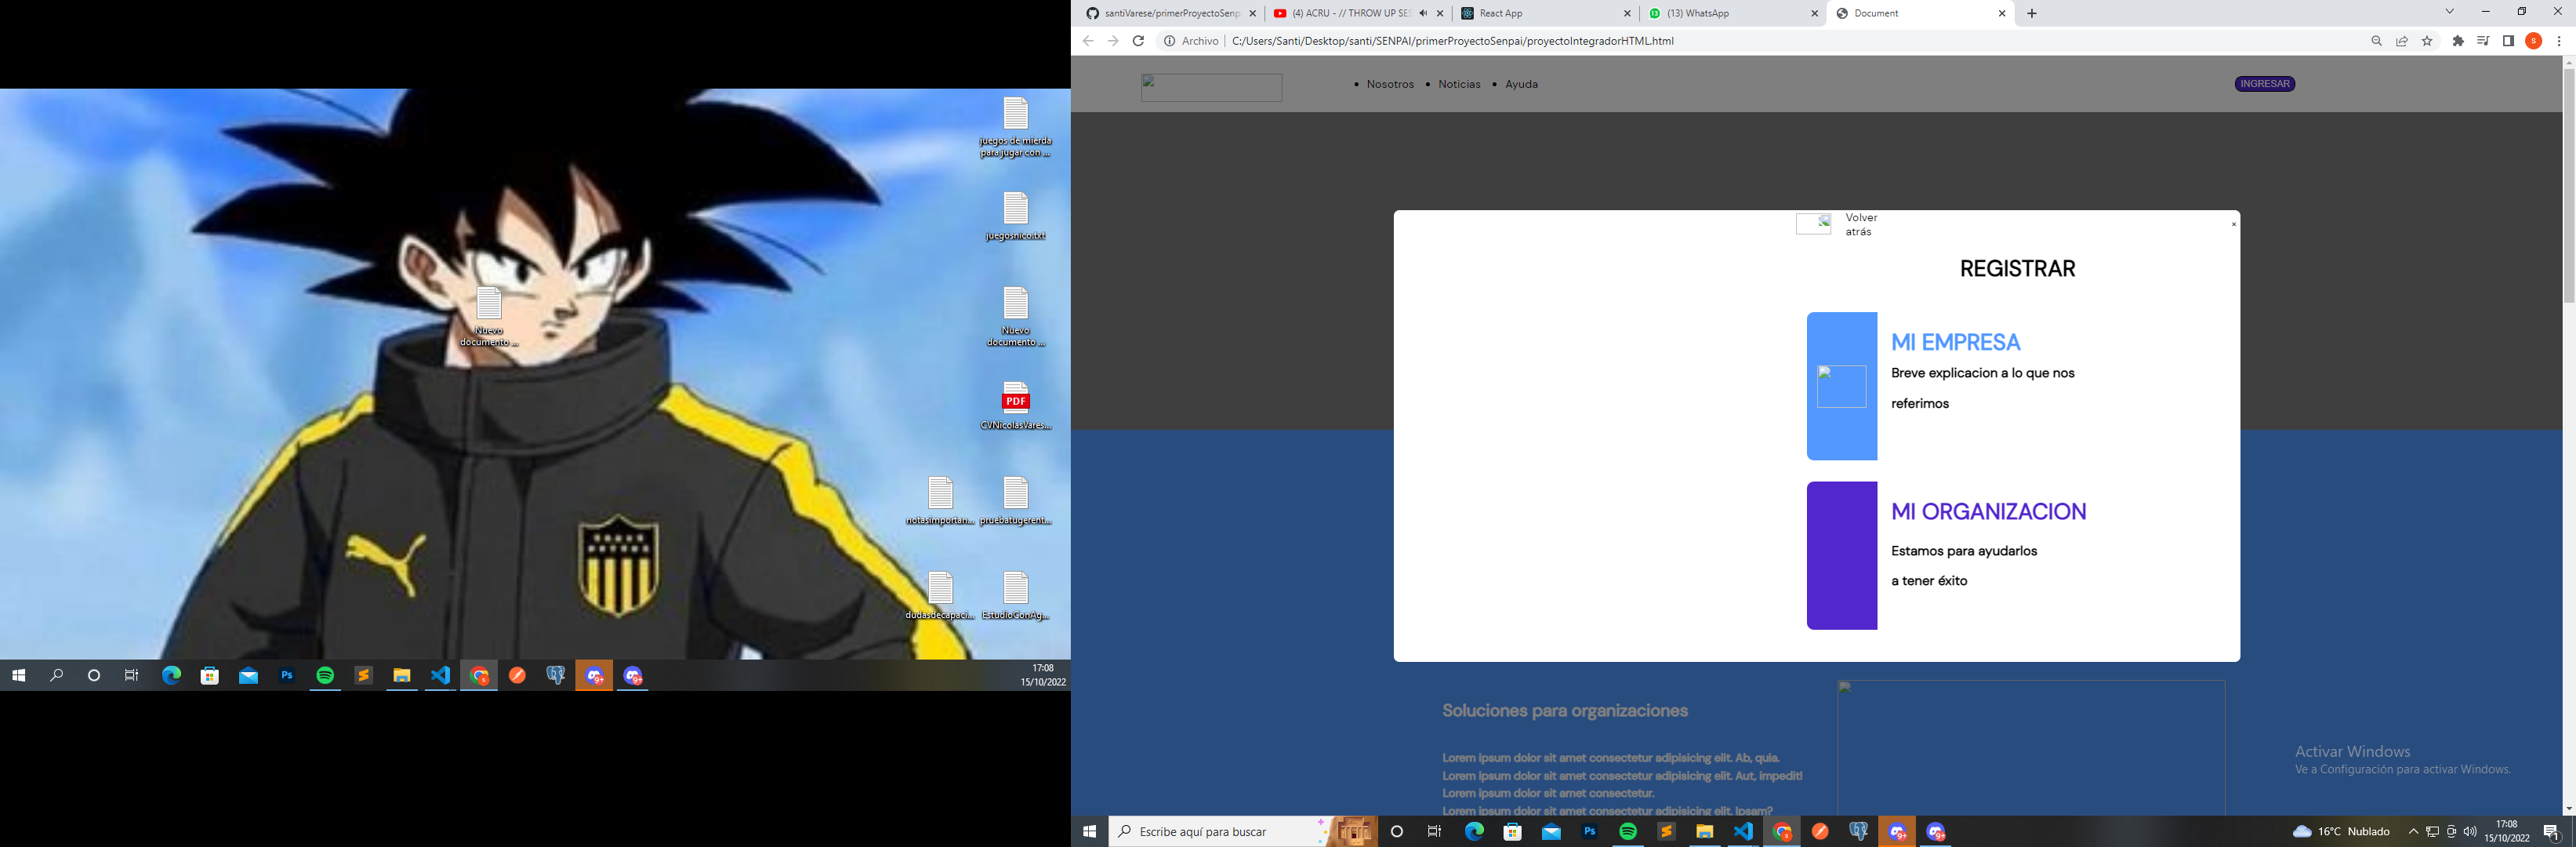 juegos de mierda
para jugar con ...
juegosnico.txt
Nuevo
documento ...
Nuevo
documento ...
PDF
CVNicolasVares...
notasimportan...
pruebatugerent...
dudasdecapaci...
EstudioConAg...
Ps
9+
9+
17:08
15/10/2022
santiVarese/primerProyectoSenp
(4) ACRU - // THROW UP SES
React App
(13) WhatsApp
Document
Archivo
C:/Users/Santi/Desktop/santi/SENPAI/primerProyectoSenpai/proyectoIntegradorHTML.html
S
Nosotros
Noticias
Ayuda
INGRESAR
Volver
atrás
×
REGISTRAR
MI EMPRESA
Breve explicacion a lo que nos
referimos
MI ORGANIZACION
Estamos para ayudarlos
a tener éxito
Soluciones para organizaciones
Lorem ipsum dolor sit amet consectetur adipisicing elit. Ab, quia.
Lorem ipsum dolor sit amet consectetur adipisicing elit. Aut, impedit!
Lorem ipsum dolor sit amet consectetur.
Lorem ipsum dolor sit amet consectetur adipisicing elit. Ipsam?
Activar Windows
Ve a Configuración para activar Windows.
Escribe aquí para buscar
Ps
9+
9+
16°C Nublado
17:08
15/10/2022
1